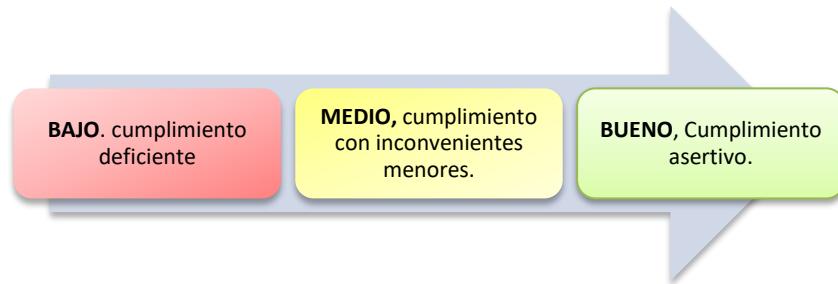 BAJO. cumplimiento
deficiente
MEDIO, cumplimiento
con inconvenientes
menores.
BUENO, Cumplimiento
asertivo.